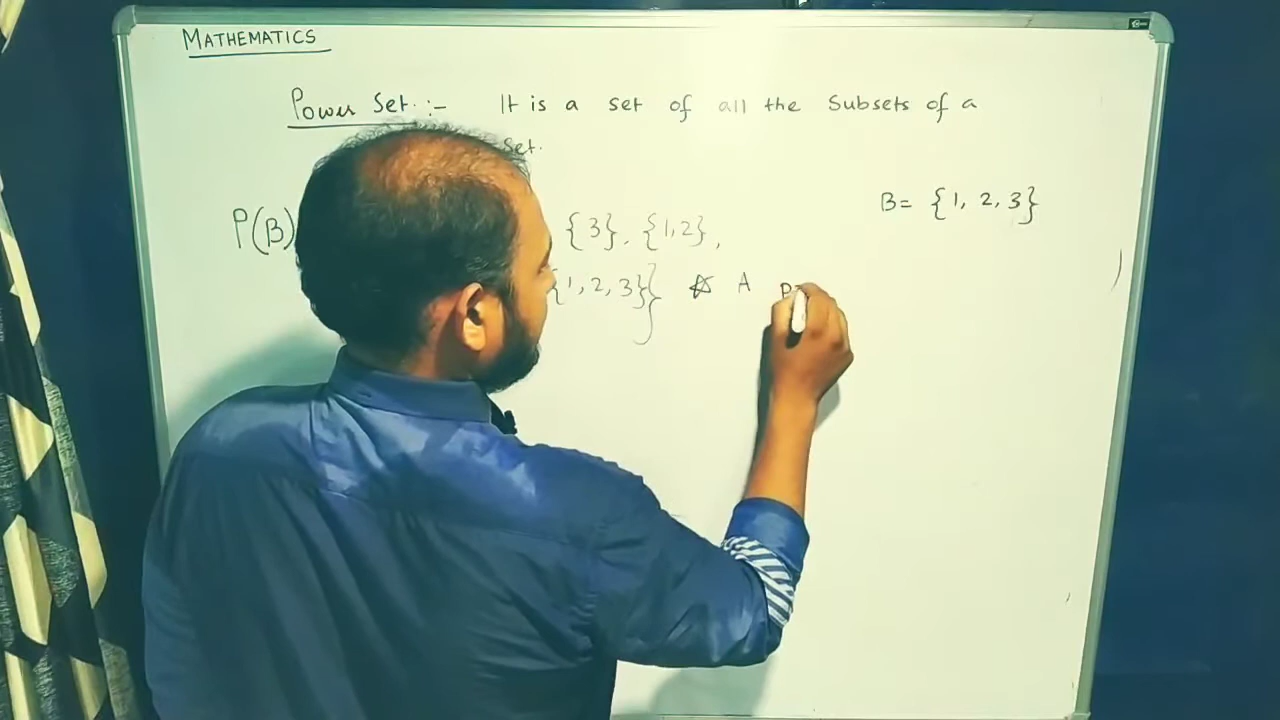 MATHEMATICS
Power Set :- It is a set of all the Subsets of a
Set.
B = {1, 2, 3}
P(B) {3}, {1,2},
{1, 2, 3}} ☆ A